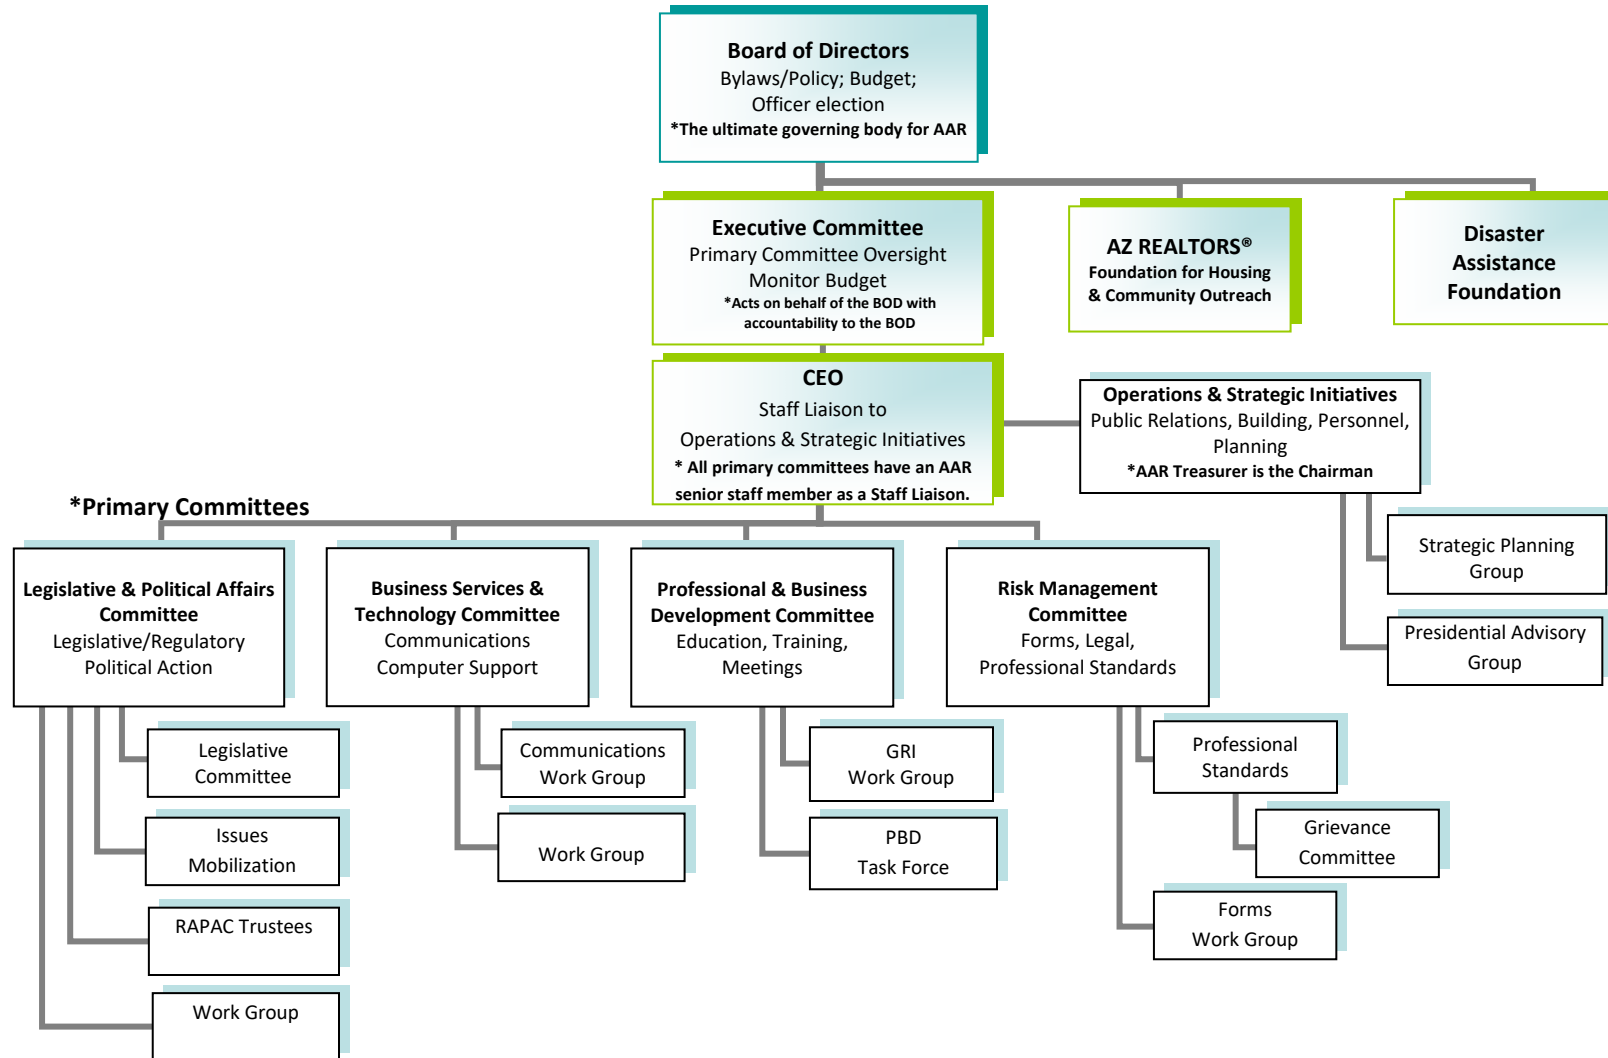 Board of Directors
Bylaws/Policy; Budget;
Officer election
*The ultimate governing body for AAR
Executive Committee
Primary Committee Oversight
Monitor Budget
*Acts on behalf of the BOD with
accountability to the BOD
AZ REALTORS®
Foundation for Housing
& Community Outreach
Disaster
Assistance
Foundation
CEO
Staff Liaison to
Operations & Strategic Initiatives
* All primary committees have an AAR
senior staff member as a Staff Liaison.
Operations & Strategic Initiatives
Public Relations, Building, Personnel,
Planning
*AAR Treasurer is the Chairman
Strategic Planning
Group
Presidential Advisory
Group
*Primary Committees
Legislative & Political Affairs
Committee
Legislative/Regulatory
Political Action
Business Services &
Technology Committee
Communications
Computer Support
Professional & Business
Development Committee
Education, Training,
Meetings
Risk Management
Committee
Forms, Legal,
Professional Standards
Legislative
Committee
Issues
Mobilization
RAPAC Trustees
Work Group
Communications
Work Group
Work Group
GRI
Work Group
PBD
Task Force
Professional
Standards
Grievance
Committee
Forms
Work Group